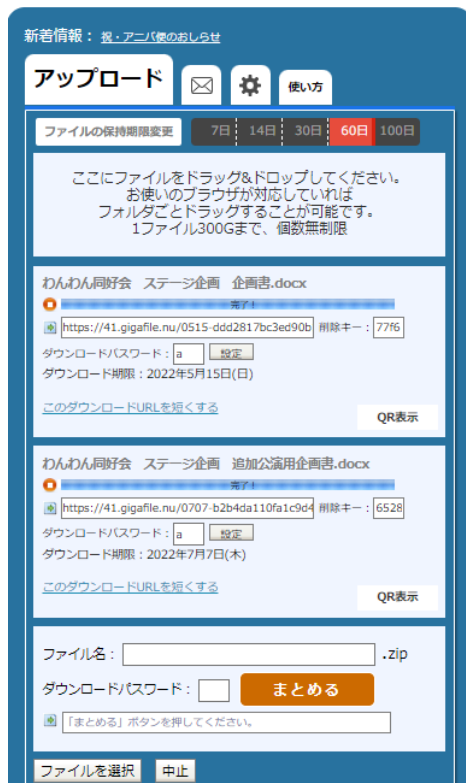 新着情報： 祝・アニバ便のおしらせ
アップロード 使い方
ファイルの保持期限変更 7日 14日 30日 60日 100日
ここにファイルをドラッグ&ドロップしてください。
お使いのブラウザが対応していれば
フォルダごとドラッグすることが可能です。
1ファイル300Gまで、個数無制限
わんわん同好会　ステージ企画　企画書.docx
完了！
https://41.gigafile.nu/0515-ddd2817bc3ed90b 削除キー： 77f6
ダウンロードパスワード： a 設定
ダウンロード期限：2022年5月15日(日)
このダウンロードURLを短くする
QR表示
わんわん同好会　ステージ企画　追加公演用企画書.docx
完了！
https://41.gigafile.nu/0707-b2b4da110fa1c9d4 削除キー： 6528
ダウンロードパスワード： a 設定
ダウンロード期限：2022年7月7日(木)
このダウンロードURLを短くする
QR表示
ファイル名： .zip
ダウンロードパスワード： まとめる
「まとめる」ボタンを押してください。
ファイルを選択 中止